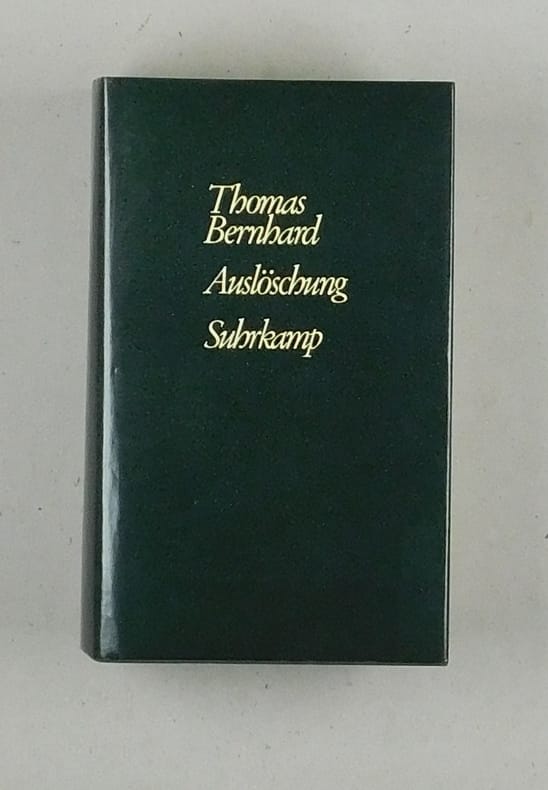 Thomas
Bernhard
Auslöschung
Suhrkamp